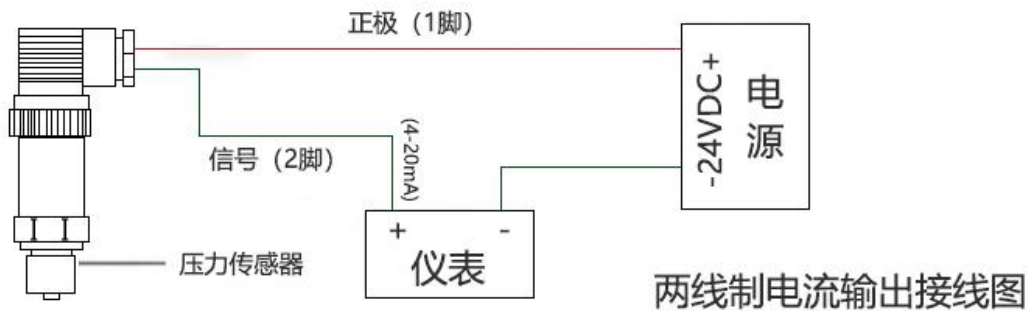 正极（1脚）
-24VDC+
电源
信号（2脚）
(4-20mA)
+ -
仪表
压力传感器
两线制电流输出接线图